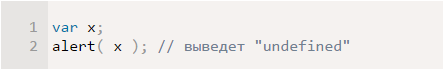 1 var x;
2 alert( x ); // выведет "undefined"